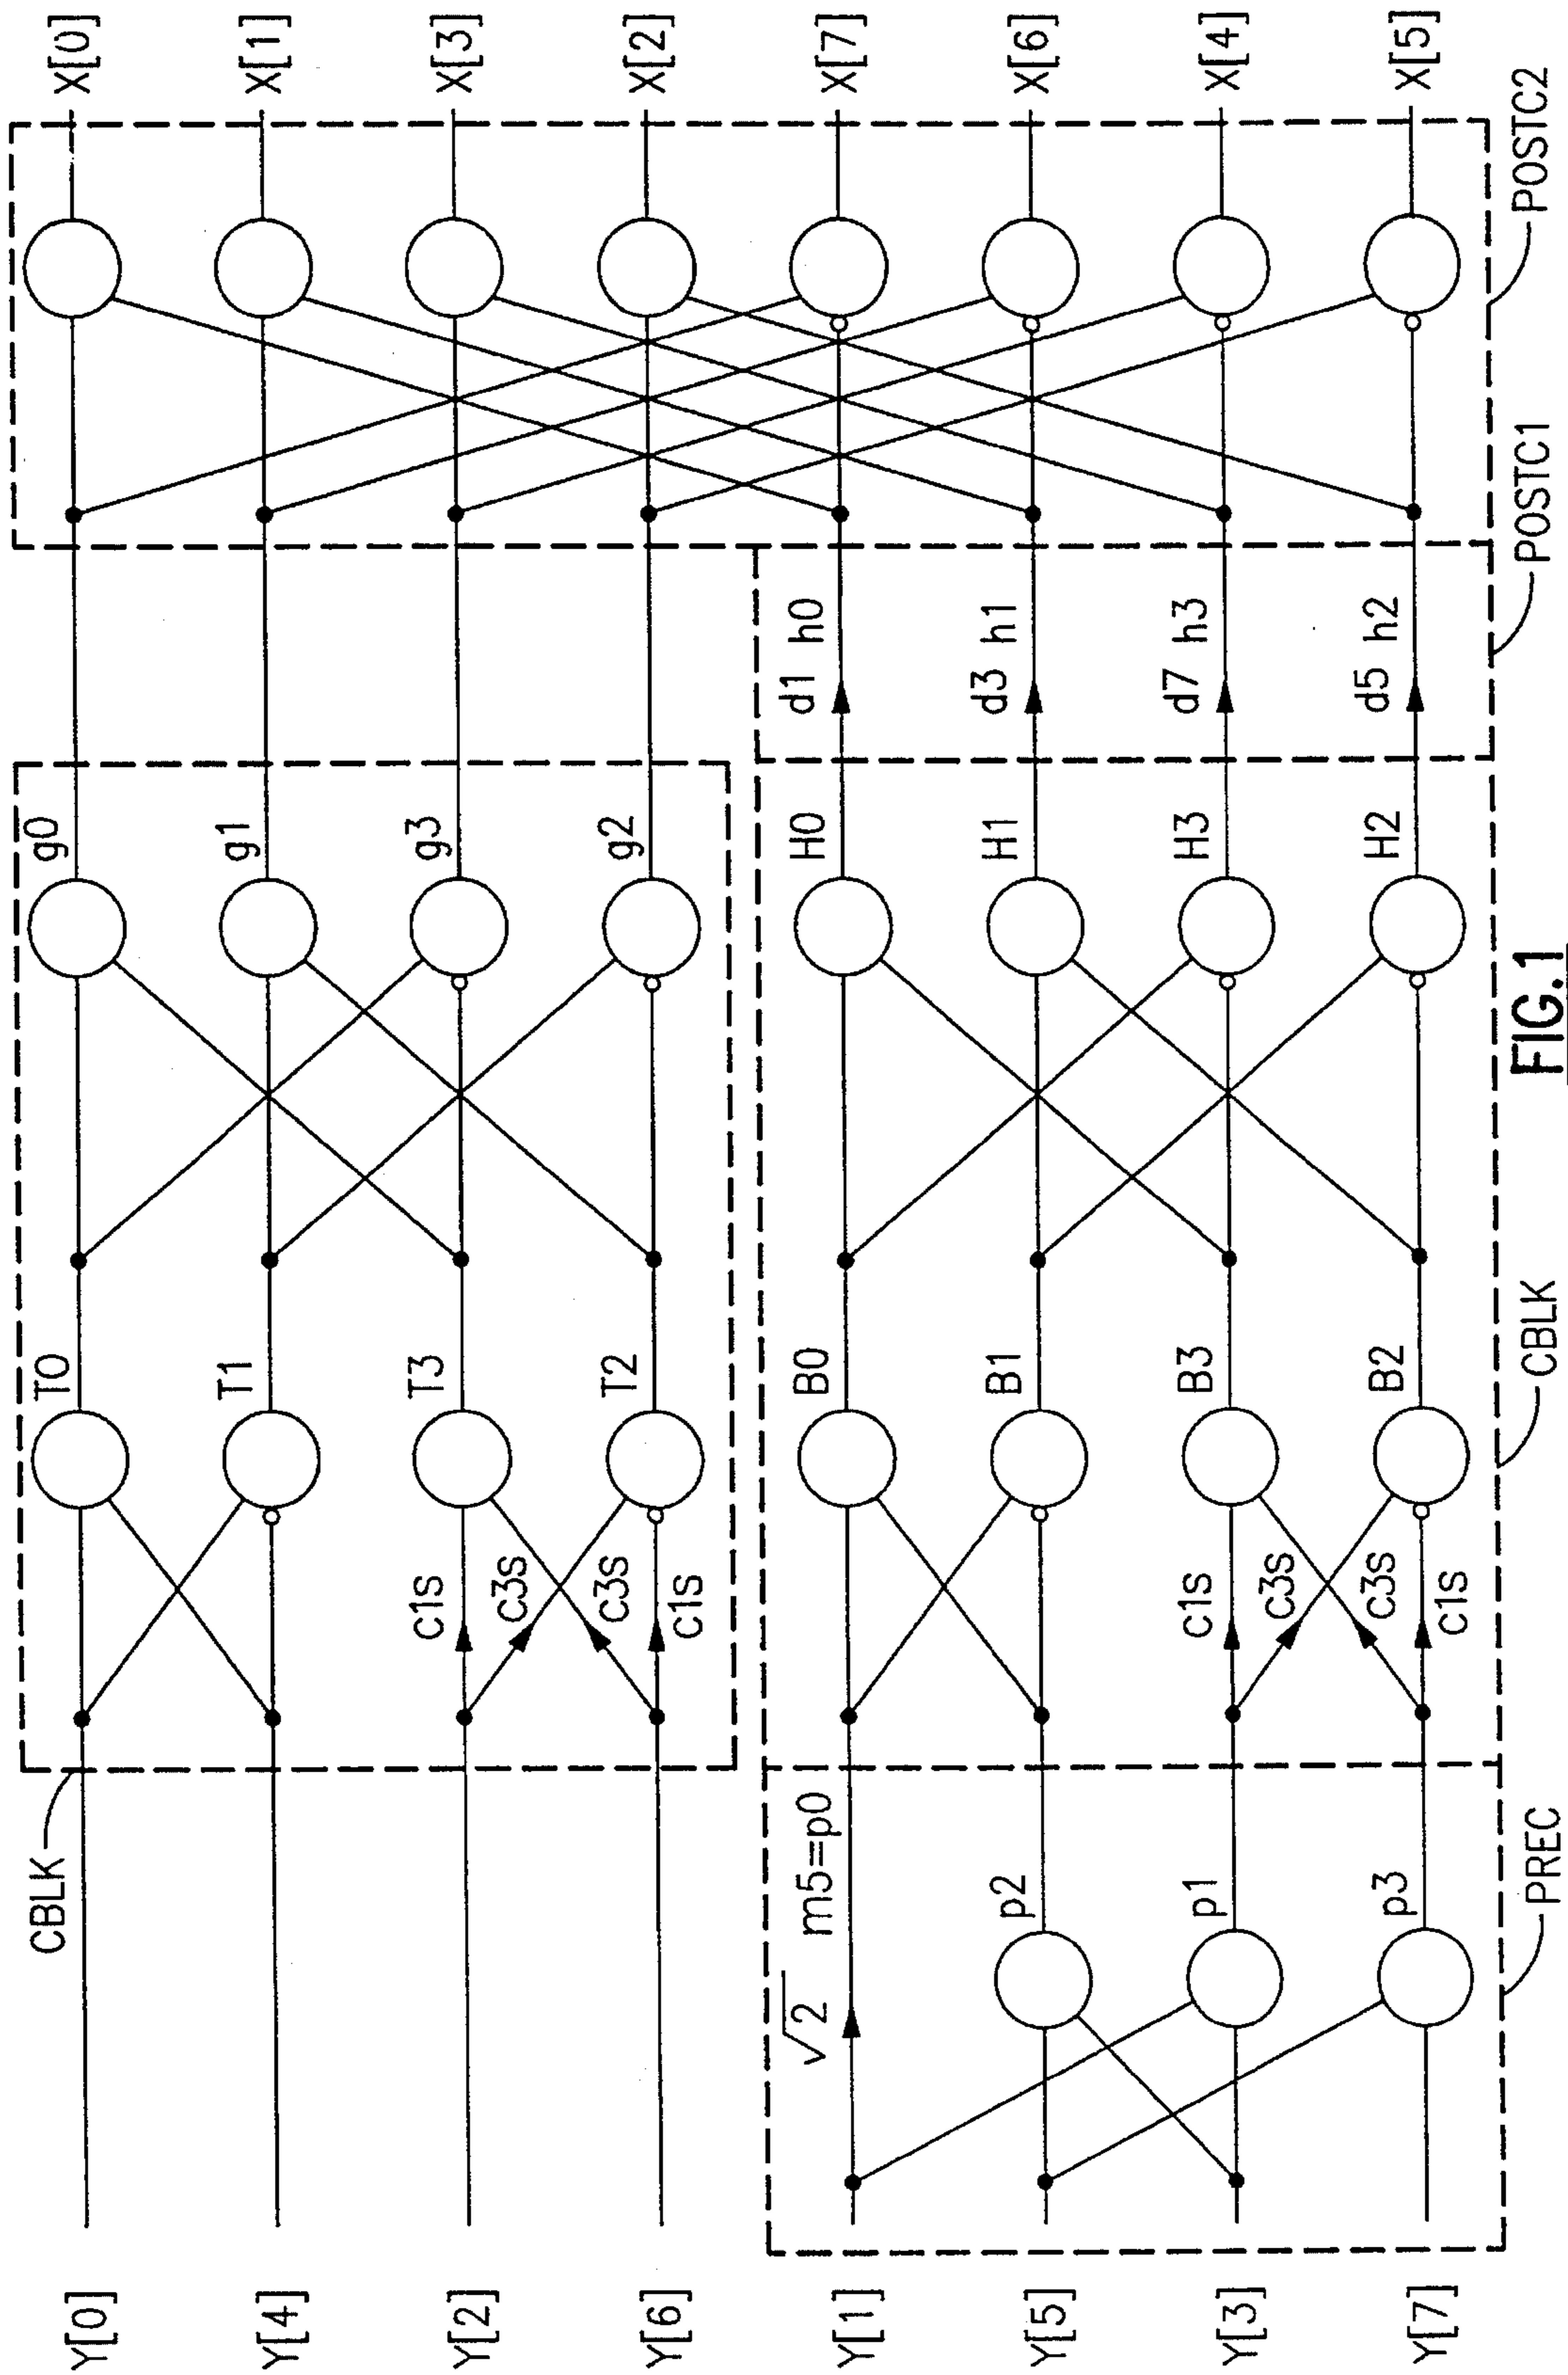 Y[0]
Y[4]
Y[2]
Y[6]
Y[1]
Y[5]
Y[3]
Y[7]
CBLK
√2 m5=p0
p2
p1
p3
PREC
c1s
c3s
c3s
c1s
c1s
c3s
c3s
c1s
T0
T1
T3
T2
B0
B1
B3
B2
CBLK
g0
g1
g3
g2
H0
H1
H3
H2
d1 h0
d3 h1
d7 h3
d5 h2
POSTC1
POSTC2
X[0]
X[1]
X[3]
X[2]
X[7]
X[6]
X[4]
X[5]
FIG.1